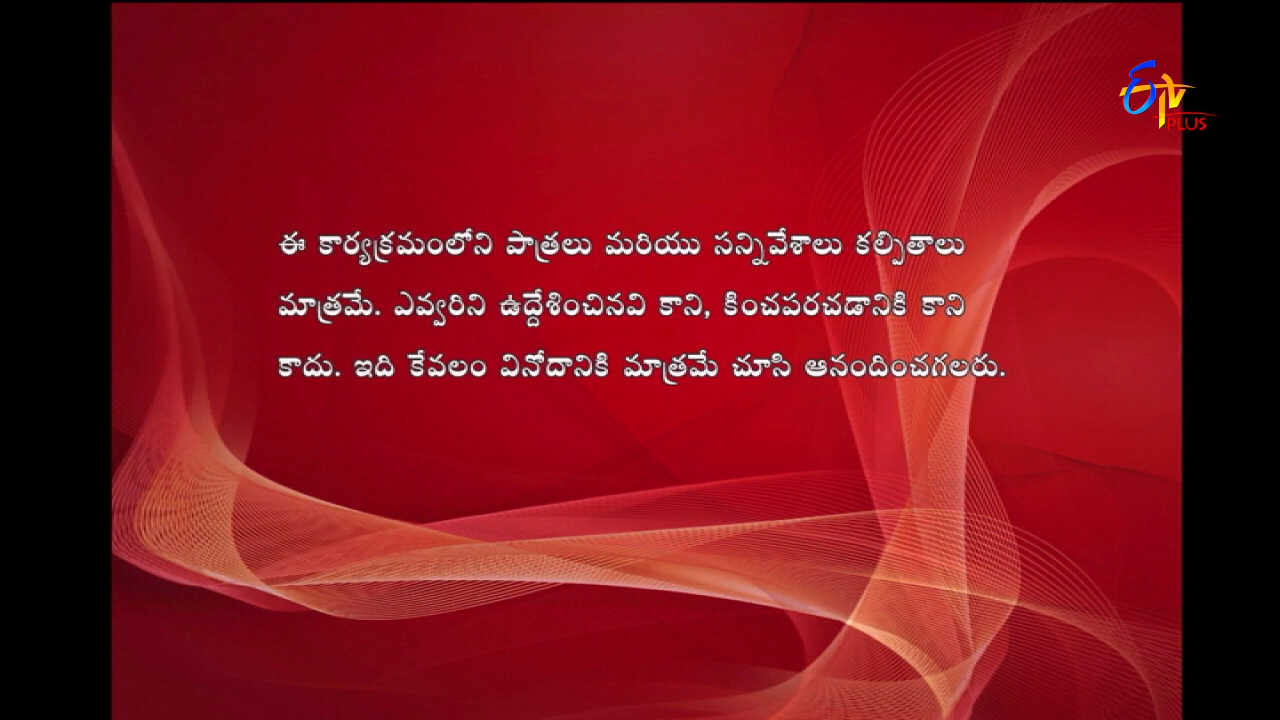 ETV
PLUS
ఈ కార్యక్రమంలోని పాత్రలు మరియు సన్నివేశాలు కల్పితాలు
మాత్రమే. ఎవ్వరిని ఉద్దేశించినవి కాని, కించపరచడానికి కాని
కాదు. ఇది కేవలం వినోదానికి మాత్రమే చూసి ఆనందించగలరు.